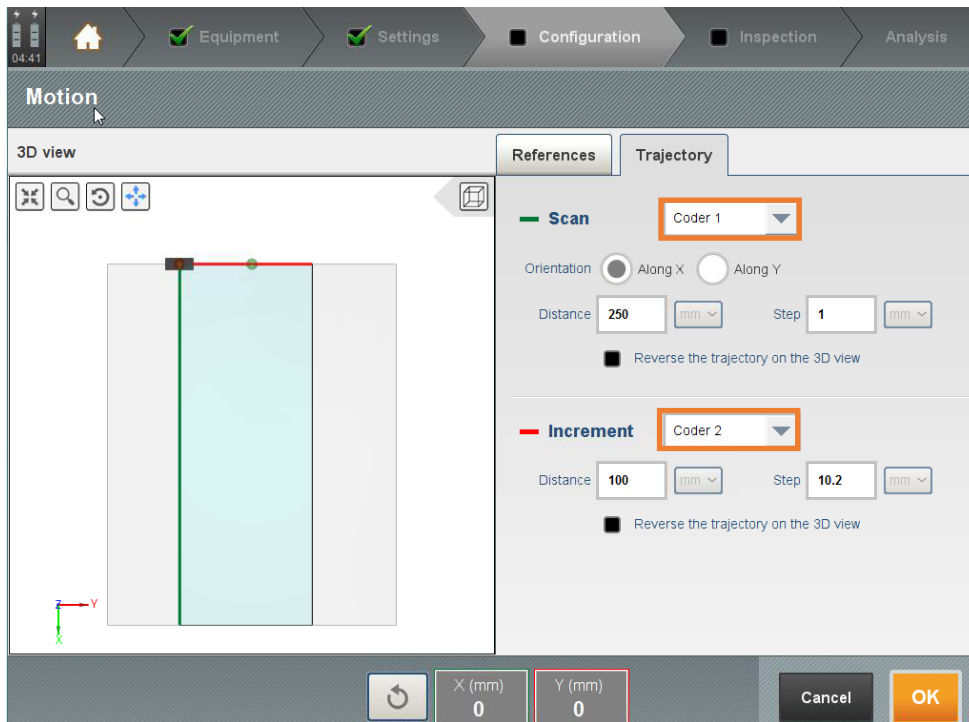 04:41
Equipment
Settings
Configuration
Inspection
Analysis
Motion
3D view
References
Trajectory
Scan
Coder 1
Orientation
Along X
Along Y
Distance
250
mm
Step
1
mm
Reverse the trajectory on the 3D view
Increment
Coder 2
Distance
100
mm
Step
10.2
mm
Reverse the trajectory on the 3D view
Z
Y
X
X (mm)
0
Y (mm)
0
Cancel
OK